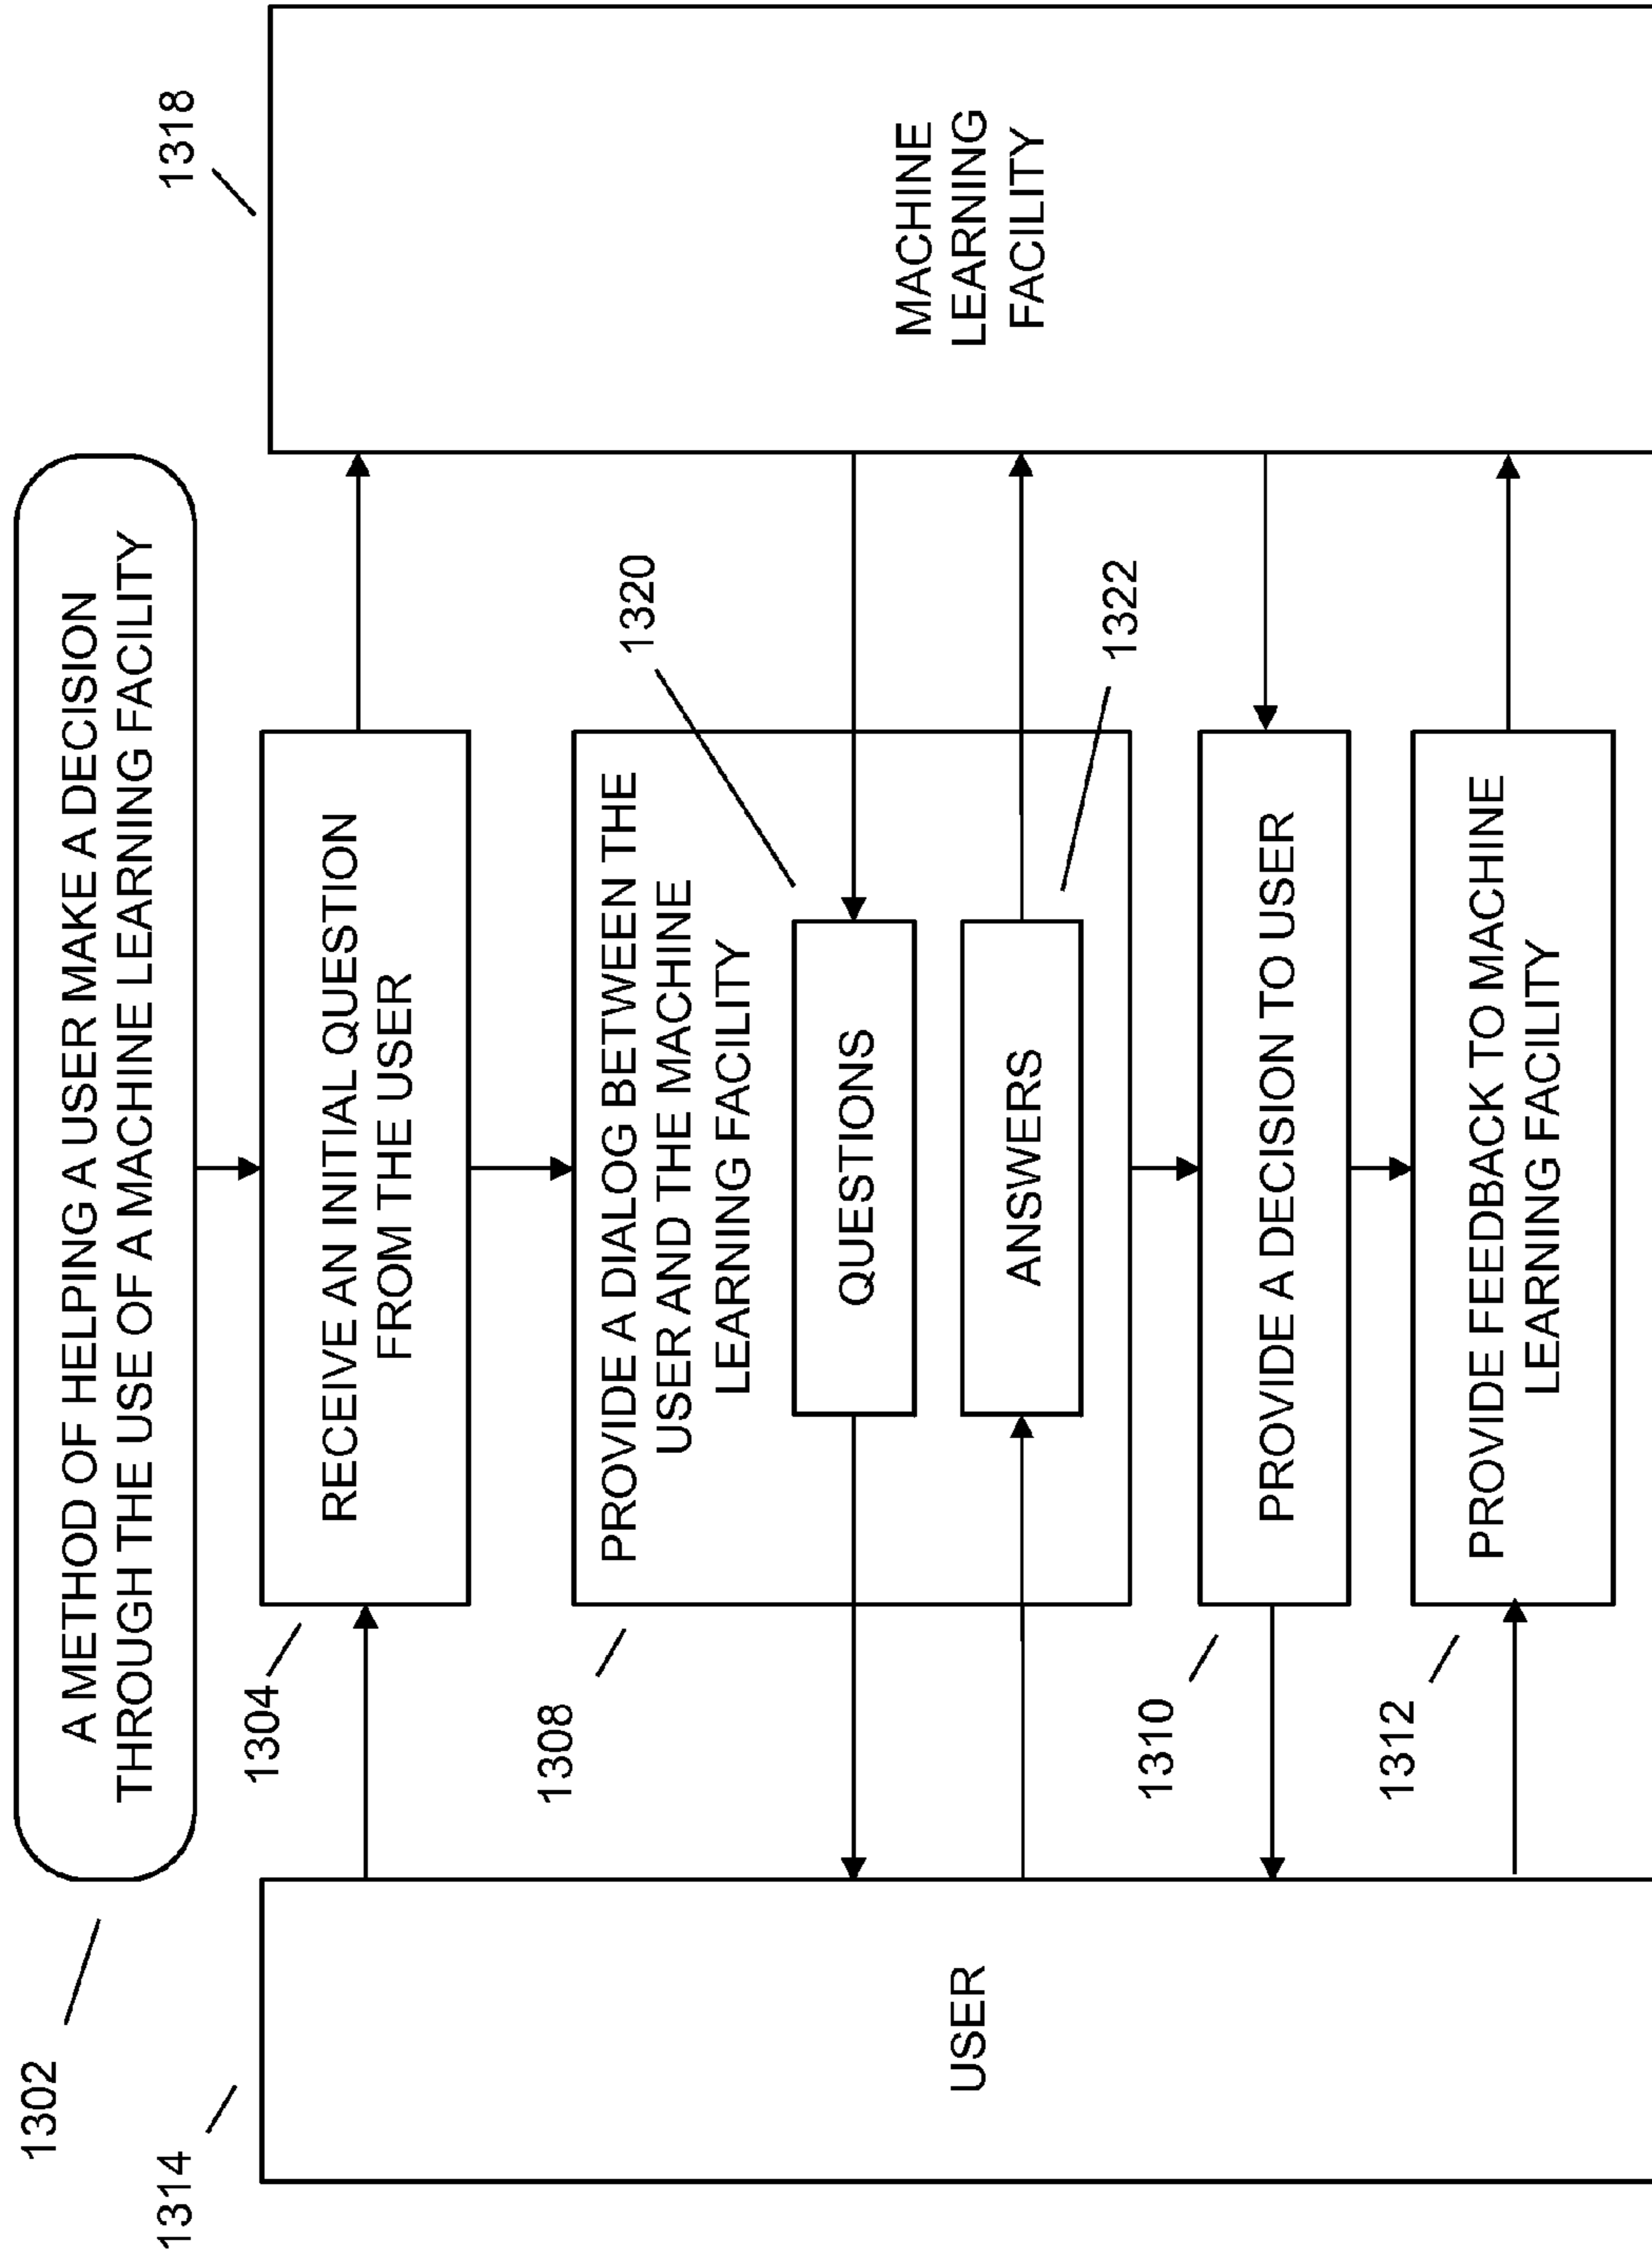 1302
A METHOD OF HELPING A USER MAKE A DECISION
THROUGH THE USE OF A MACHINE LEARNING FACILITY
1314
1318
USER
1304
RECEIVE AN INITIAL QUESTION
FROM THE USER
1308
PROVIDE A DIALOG BETWEEN THE
USER AND THE MACHINE
LEARNING FACILITY
1320
QUESTIONS
ANSWERS
1322
1310
PROVIDE A DECISION TO USER
1312
PROVIDE FEEDBACK TO MACHINE
LEARNING FACILITY
MACHINE
LEARNING
FACILITY